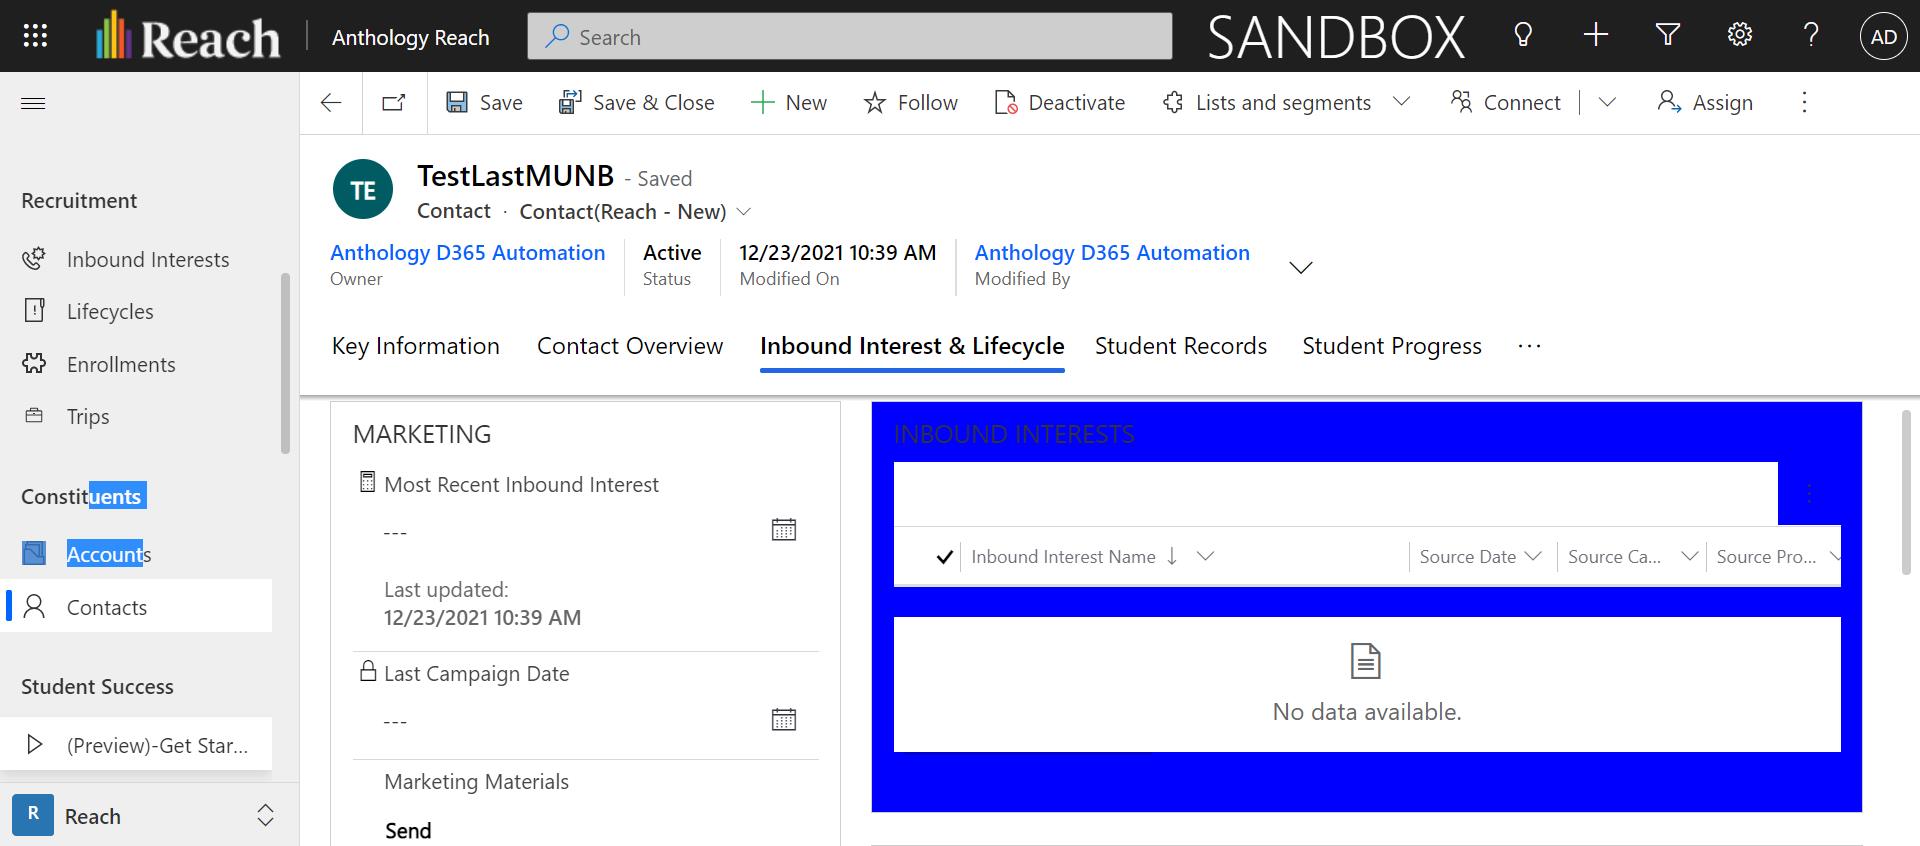 Reach
Anthology Reach
Search
SANDBOX
AD
Save
Save & Close
New
Follow
Deactivate
Lists and segments
Connect
Assign
Recruitment
Inbound Interests
Lifecycles
Enrollments
Trips
Constituents
Accounts
Contacts
Student Success
(Preview)-Get Star...
R
Reach
TE
TestLastMUNB - Saved
Contact · Contact(Reach - New)
Anthology D365 Automation
Owner
Active
Status
12/23/2021 10:39 AM
Modified On
Anthology D365 Automation
Modified By
Key Information
Contact Overview
Inbound Interest & Lifecycle
Student Records
Student Progress
...
MARKETING
Most Recent Inbound Interest
---
Last updated:
12/23/2021 10:39 AM
Last Campaign Date
---
Marketing Materials
Send
INBOUND INTERESTS
Inbound Interest Name
Source Date
Source Ca...
Source Pro...
No data available.